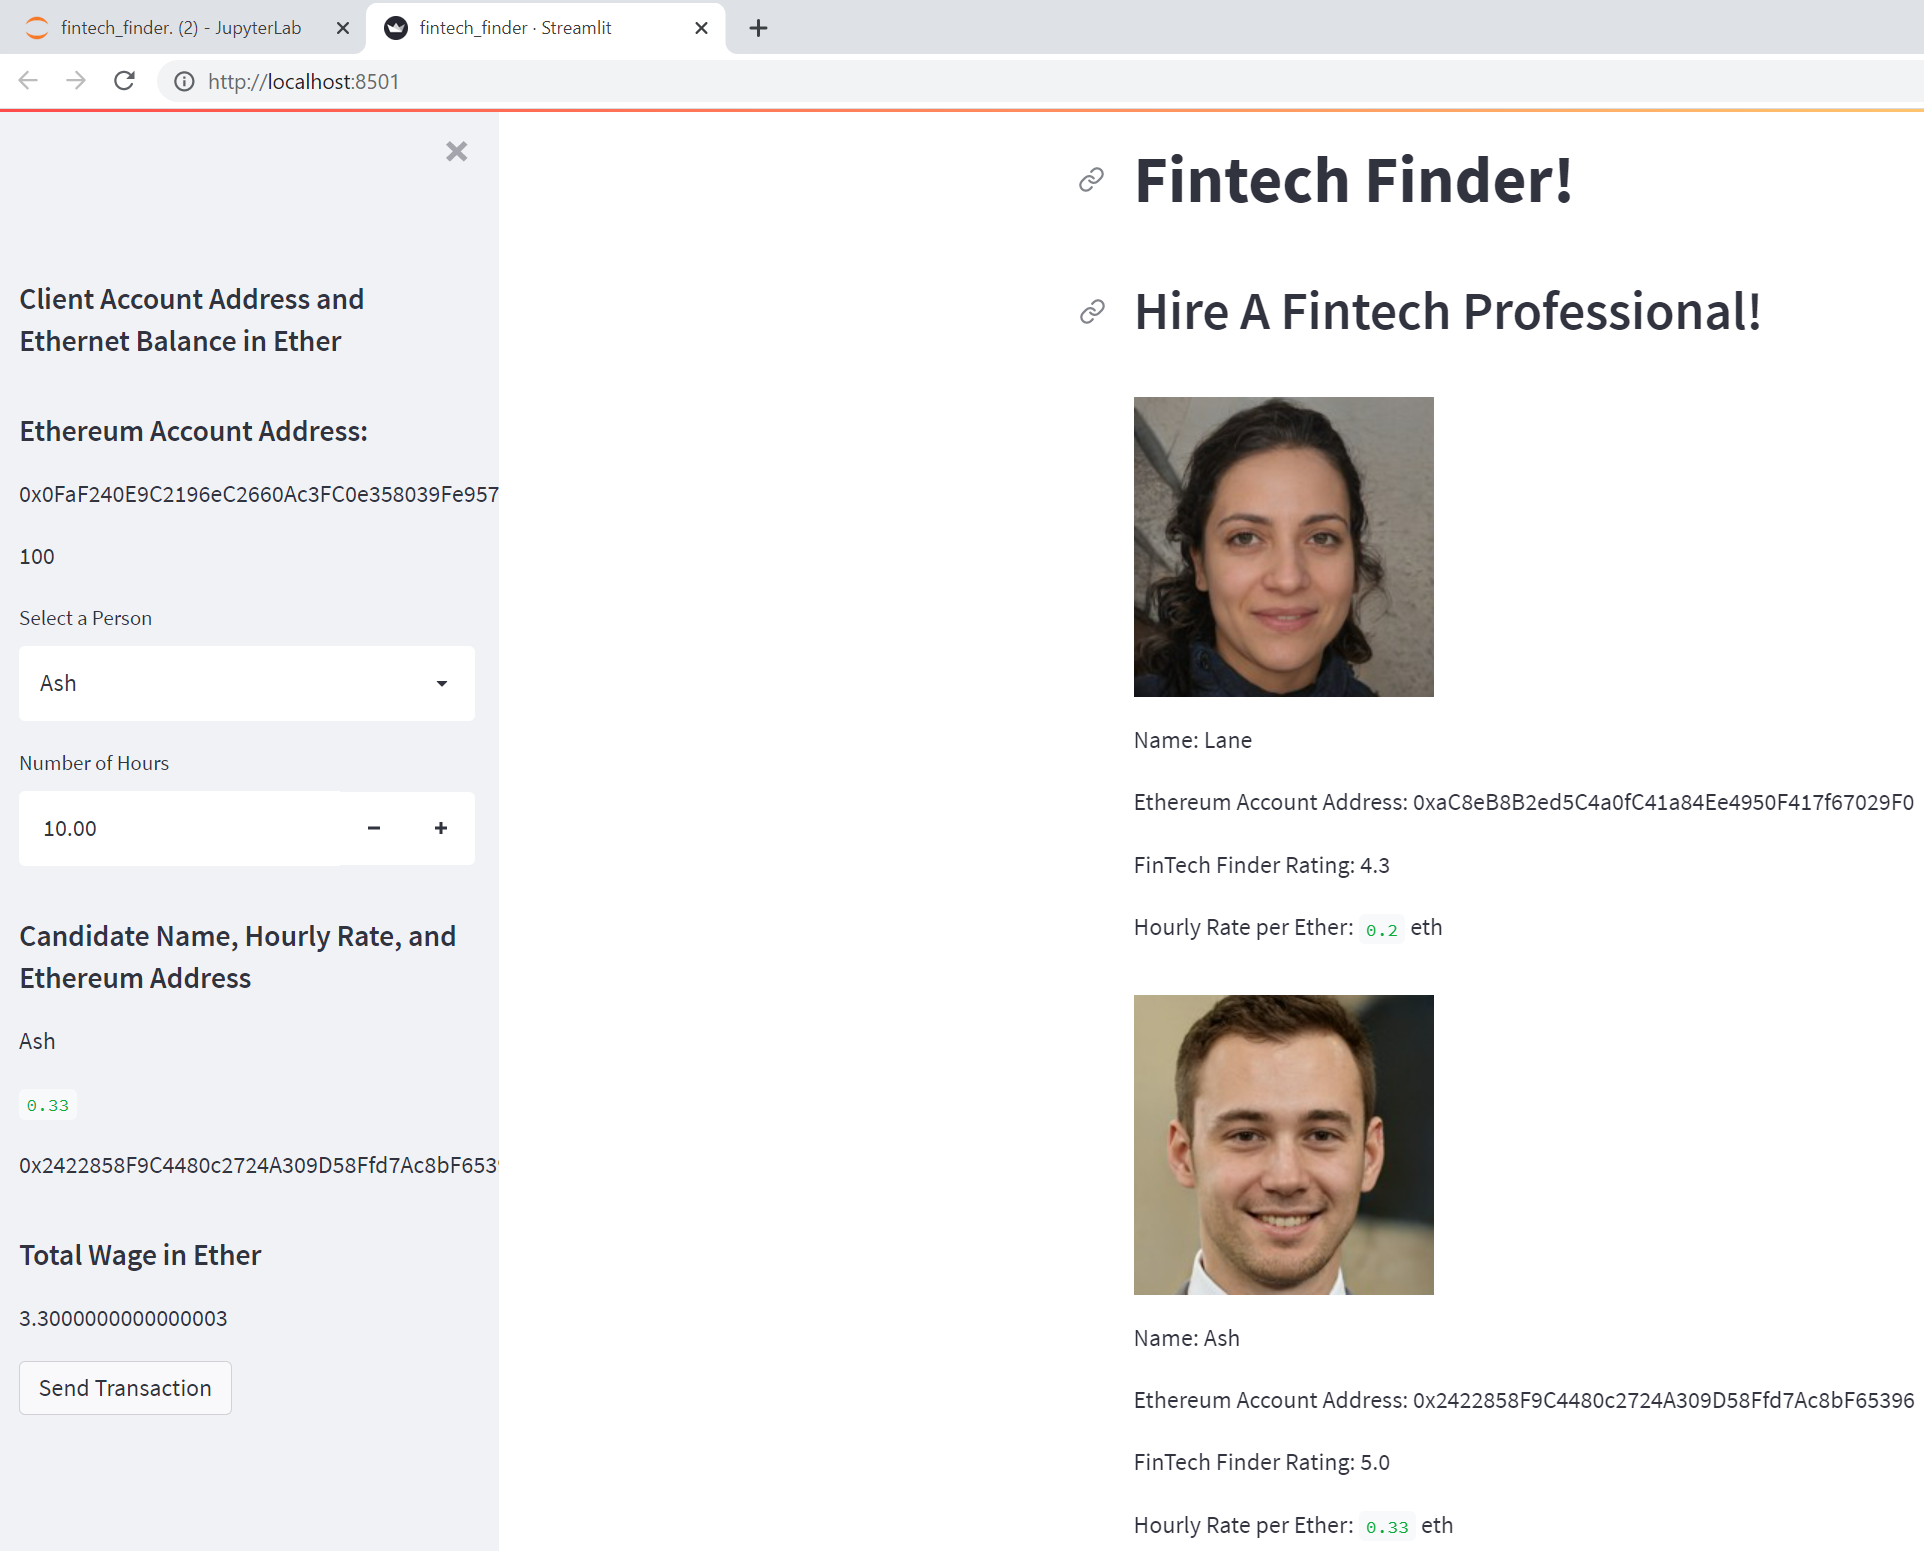 fintech_finder. (2) - JupyterLab
fintech_finder · Streamlit
http://localhost:8501
Client Account Address and
Ethernet Balance in Ether
Ethereum Account Address:
0x0FaF240E9C2196eC2660Ac3FC0e358039Fe957
100
Select a Person
Ash
Number of Hours
10.00
Candidate Name, Hourly Rate, and
Ethereum Address
Ash
0.33
0x2422858F9C4480c2724A309D58Ffd7Ac8bF6539
Total Wage in Ether
3.3000000000000003
Send Transaction
Fintech Finder!
Hire A Fintech Professional!
Name: Lane
Ethereum Account Address: 0xaC8eB8B2ed5C4a0fC41a84Ee4950F417f67029F0
FinTech Finder Rating: 4.3
Hourly Rate per Ether: 0.2 eth
Name: Ash
Ethereum Account Address: 0x2422858F9C4480c2724A309D58Ffd7Ac8bF65396
FinTech Finder Rating: 5.0
Hourly Rate per Ether: 0.33 eth